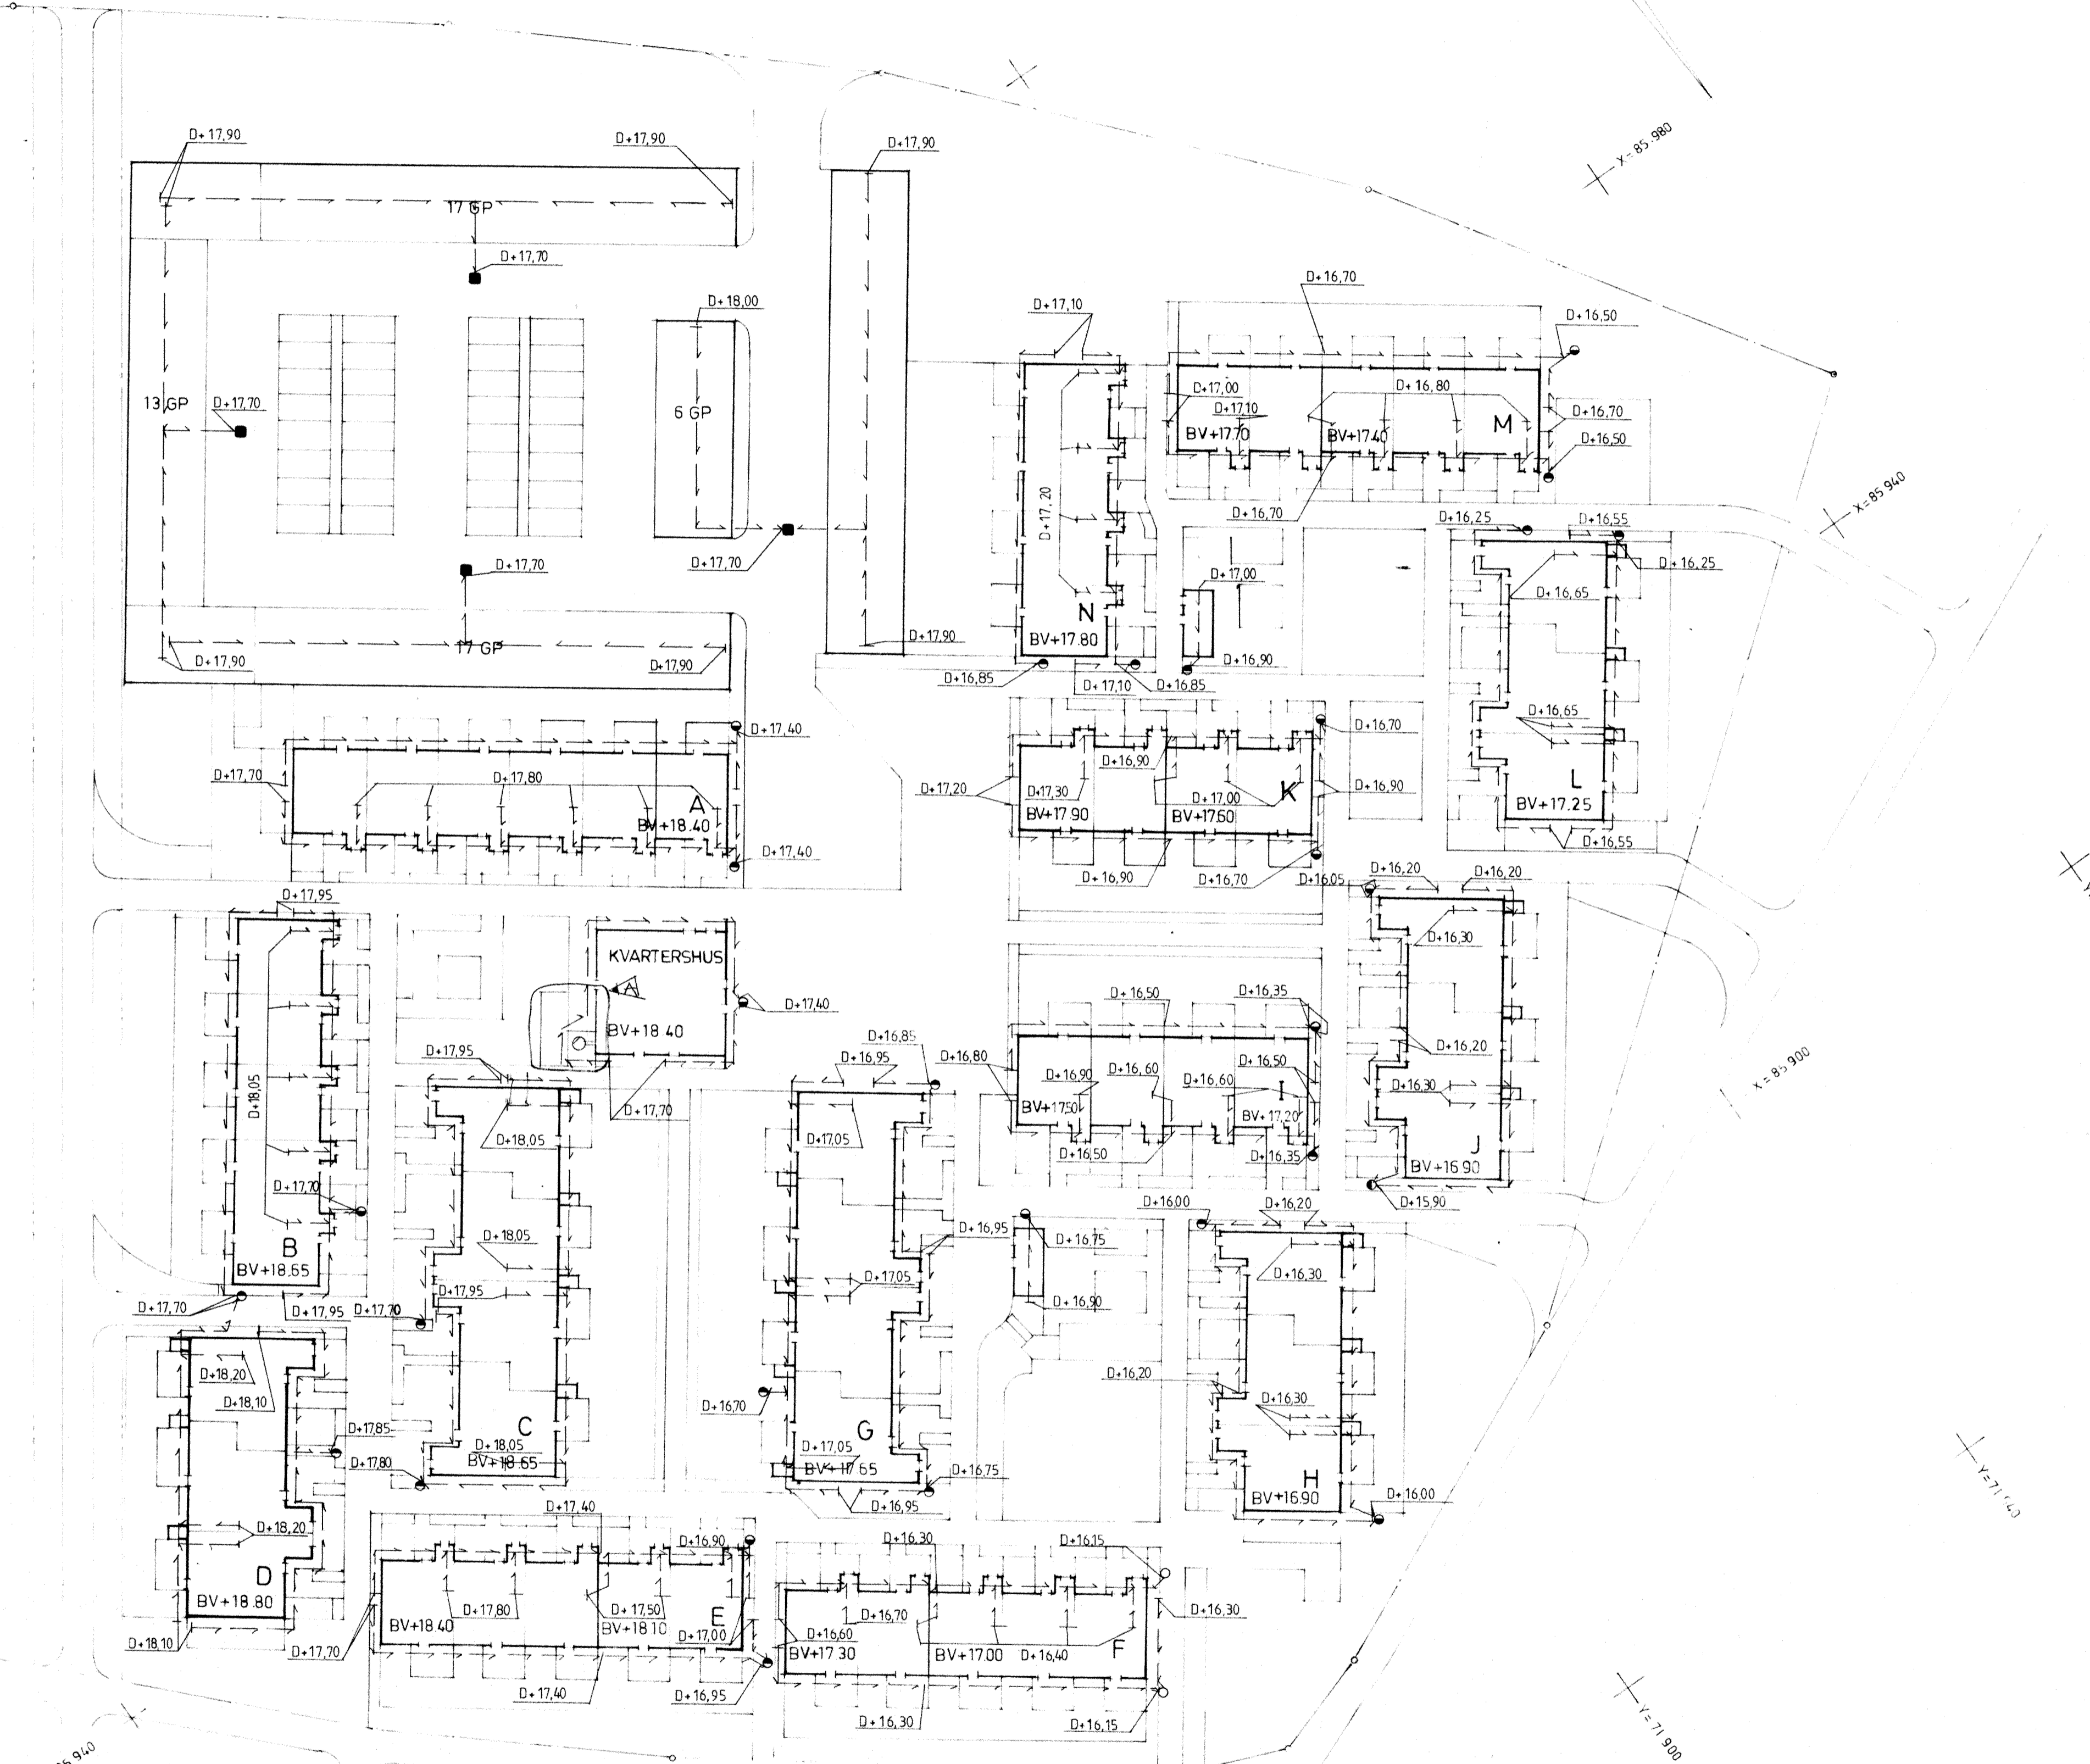 D+17,90
D+17,90
D+17,90
X=85.980
17 GP
D+17,70
D+18,00
D+16,70
D+17,10
D+16,50
13 GP
D+17,70
6 GP
D+17,00
D+16,80
D+17,10
D+16,70
BV+17.70
BV+17.40
M
D+16,50
D+17.20
D+16,70
X=85 940
D+16,25
D+16,55
D+17,70
D+17,70
D+16,25
D+17,00
D+16,65
N
BV+17.80
17 GP
D+17,90
D+17,90
D+17,90
D+16,90
D+16,85
D+17,10
D+16,85
D+16,65
D+17,40
D+16,70
D+17,70
D+17,80
D+16,90
D+17,20
D+17,30
D+17,00
K
D+16,90
L
BV+17.25
A
BV+18.40
BV+17.90
BV+17.50
D+17,40
D+16,55
D+16,90
D+16,70
D+16,05
D+16,20
D+16,20
D+17,95
D+16,30
KVARTERSHUS
A
BV+18 40
D+17,40
D+16,50
D+16,35
D+16,85
D+16,20
D+17,95
D+16,95
D+16,80
X=85 900
D+18,05
D+16,90
D+16,60
D+16,60
D+16,50
D+16,30
BV+17.50
BV+17.20
D+17,70
D+18,05
D+17,05
D+16,50
D+16,35
J
BV+16.90
D+17,70
D+15,90
D+16,00
D+16,20
B
BV+18.65
D+18,05
D+16,95
D+16,75
D+17,05
D+16,30
D+17,95
D+17,70
D+17,95
D+17,70
D+16,90
D+18,20
D+18,10
D+16,20
D+16,30
D+16,70
D+17,85
C
D+18,05
BV+18.65
G
D+17,05
BV+17.65
D+17,80
D+16,75
H
BV+16.90
D+16,00
Y=71 940
D+17,40
D+16,95
D+18,20
D+16,90
D+16,30
D+16,15
D
BV+18.80
D+17,80
D+17,50
E
BV+18.40
BV+18.10
D+17,00
D+16,70
D+16,30
D+16,60
BV+17.30
BV+17.00
D+16,40
F
D+18,10
D+17,70
D+17,40
D+16,95
D+16,30
D+16,15
Y=71 900